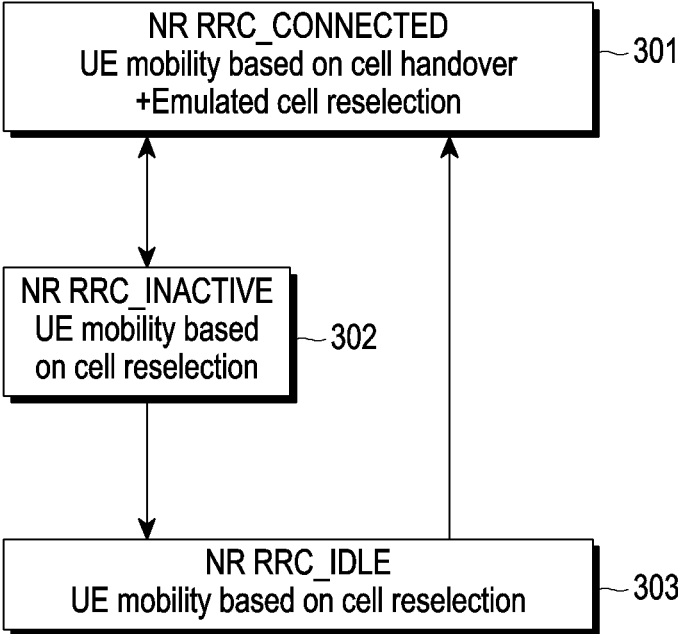 NR RRC_CONNECTED
UE mobility based on cell handover
+Emulated cell reselection
301
NR RRC_INACTIVE
UE mobility based
on cell reselection
302
NR RRC_IDLE
UE mobility based on cell reselection
303